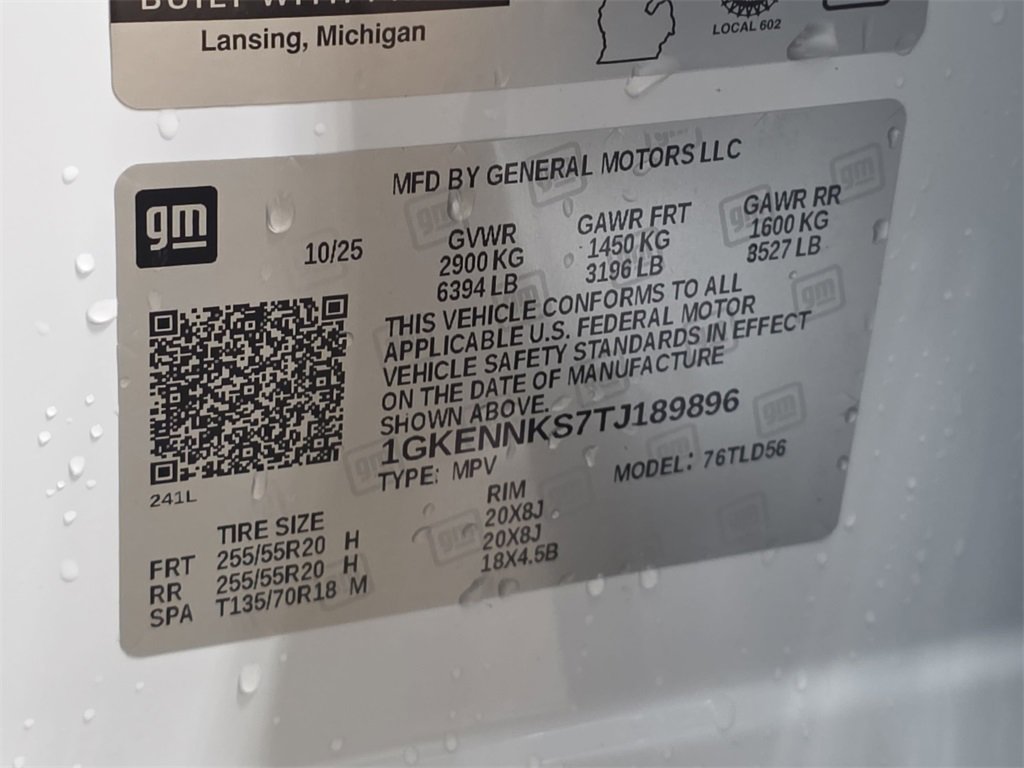 Lansing, Michigan
LOCAL 602
MFD BY GENERAL MOTORS LLC
gm
10/25
GVWR GAWR FRT GAWR RR
2900 KG 1450 KG 1600 KG
6394 LB 3196 LB 3527 LB
THIS VEHICLE CONFORMS TO ALL
APPLICABLE U.S. FEDERAL MOTOR
VEHICLE SAFETY STANDARDS IN EFFECT
ON THE DATE OF MANUFACTURE
SHOWN ABOVE.
1GKENNKS7TJ189896
TYPE: MPV MODEL: 76TLD56
241L
TIRE SIZE RIM
FRT 255/55R20 H 20X8J
RR 255/55R20 H 20X8J
SPA T135/70R18 M 18X4.5B